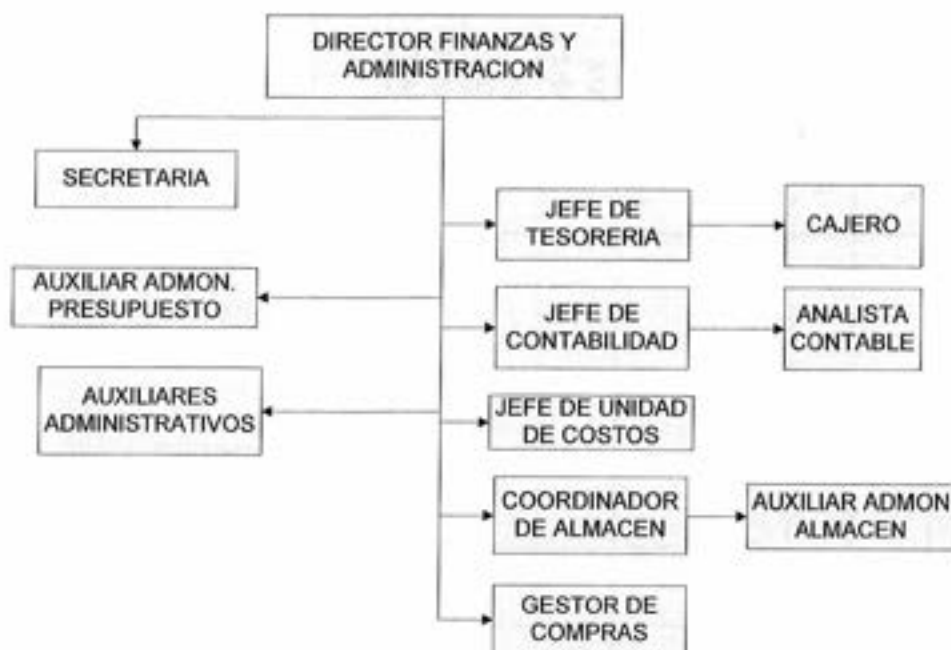 DIRECTOR FINANZAS Y
ADMINISTRACION
SECRETARIA
JEFE DE
TESORERIA
CAJERO
AUXILIAR ADMON.
PRESUPUESTO
JEFE DE
CONTABILIDAD
ANALISTA
CONTABLE
AUXILIARES
ADMINISTRATIVOS
JEFE DE UNIDAD
DE COSTOS
COORDINADOR
DE ALMACEN
AUXILIAR ADMON
ALMACEN
GESTOR DE
COMPRAS